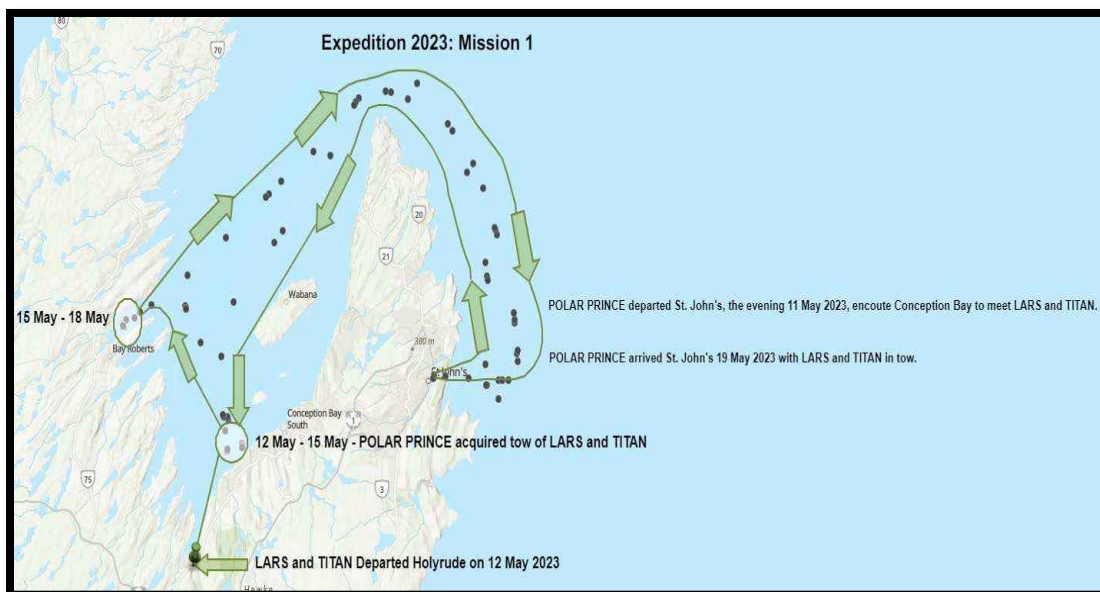 80
70
Expedition 2023: Mission 1
20
21
Wabana
POLAR PRINCE departed St. John's, the evening 11 May 2023, encoute Conception Bay to meet LARS and TITAN.
15 May - 18 May
Bay Roberts
380 m
POLAR PRINCE arrived St. John's 19 May 2023 with LARS and TITAN in tow.
St John's
Conception Bay
South
1
12 May - 15 May - POLAR PRINCE acquired tow of LARS and TITAN
75
3
LARS and TITAN Departed Holyrude on 12 May 2023